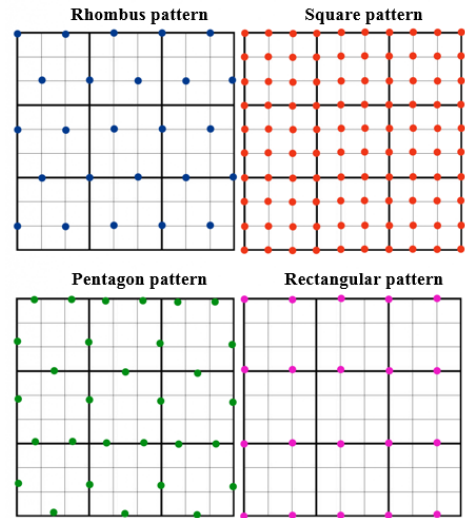 Rhombus pattern
Square pattern
Pentagon pattern
Rectangular pattern